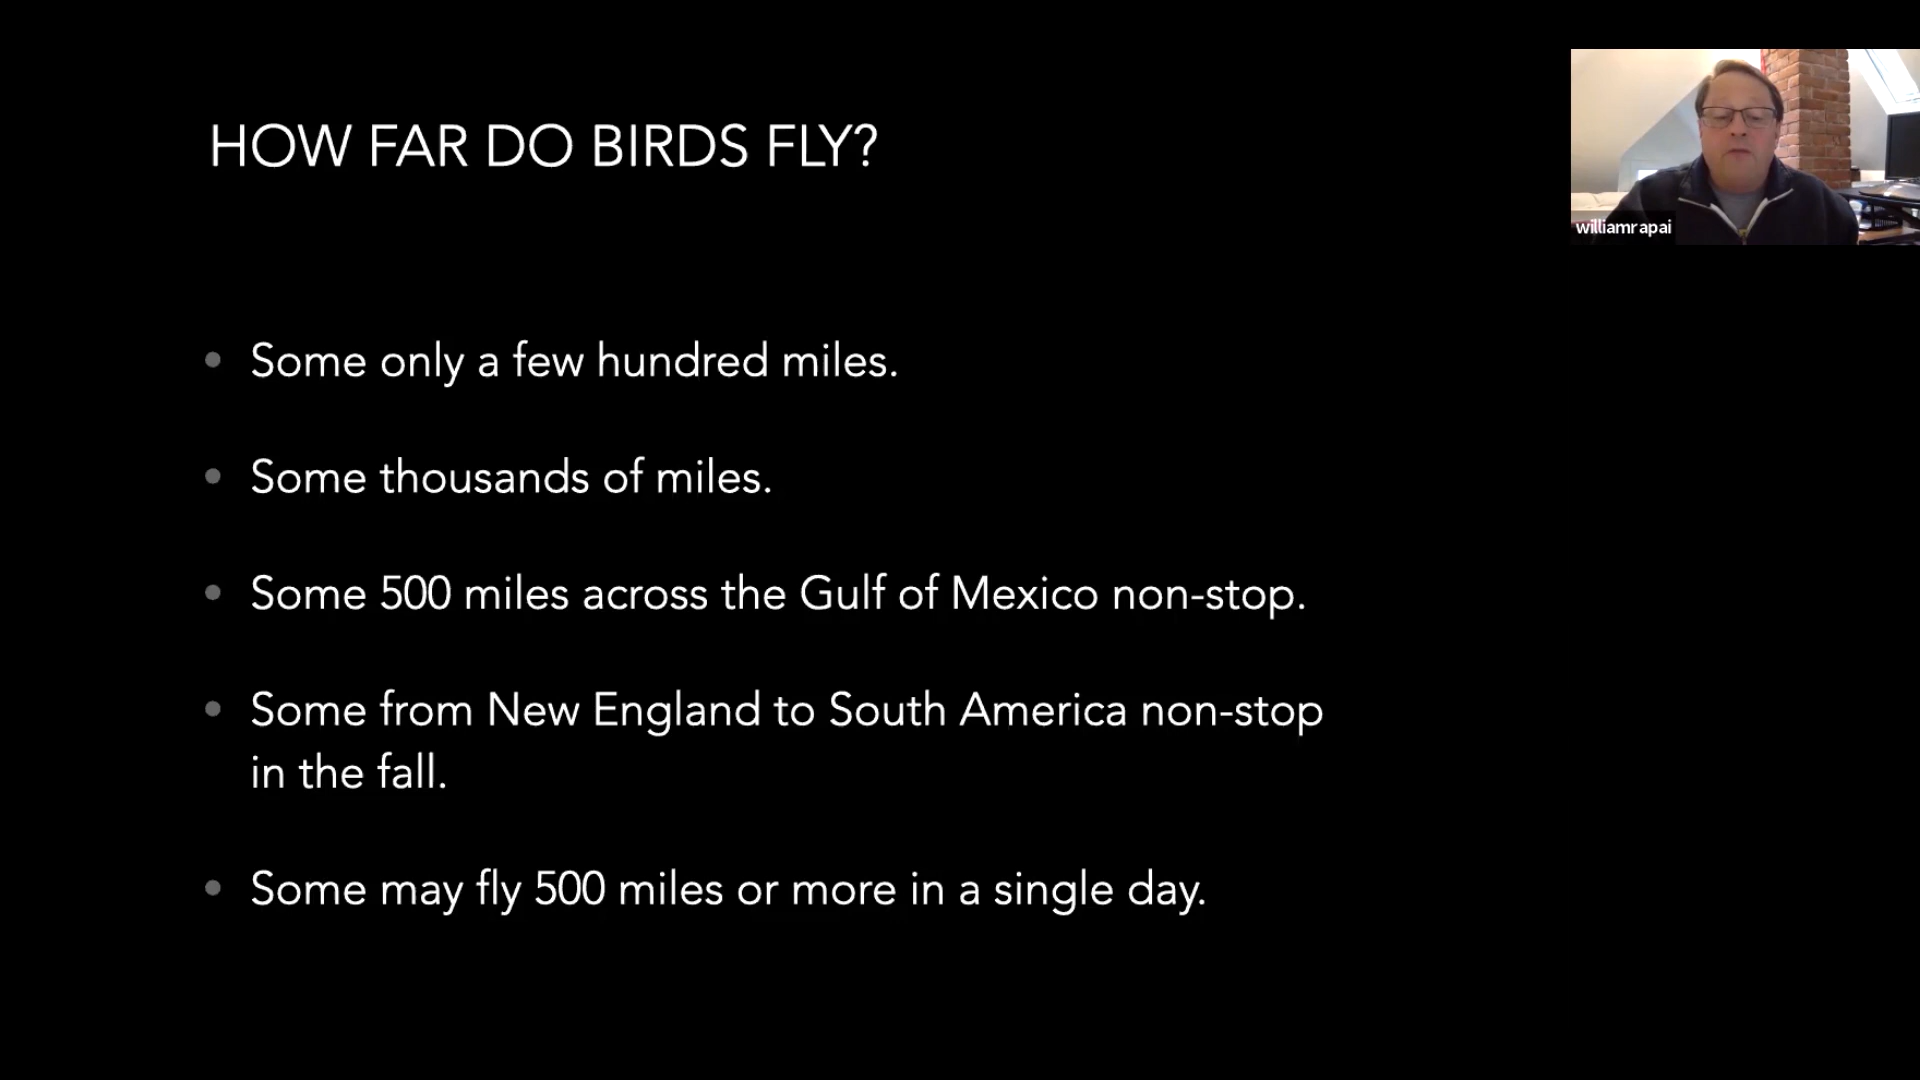 HOW FAR DO BIRDS FLY?
williamrapai
• Some only a few hundred miles.
• Some thousands of miles.
• Some 500 miles across the Gulf of Mexico non-stop.
• Some from New England to South America non-stop
in the fall.
• Some may fly 500 miles or more in a single day.